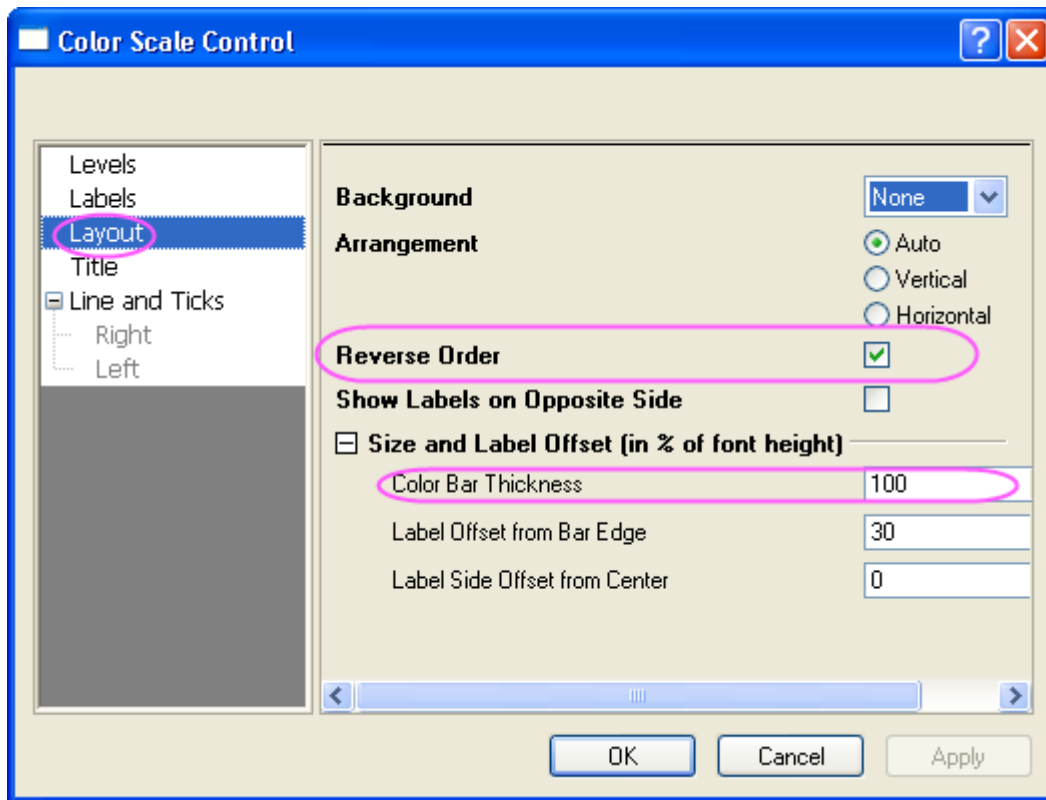 Color Scale Control
Levels
Labels
Layout
Title
Line and Ticks
Right
Left
Background None
Arrangement Auto
Vertical
Horizontal
Reverse Order
Show Labels on Opposite Side
Size and Label Offset (in % of font height)
Color Bar Thickness 100
Label Offset from Bar Edge 30
Label Side Offset from Center 0
OK Cancel Apply